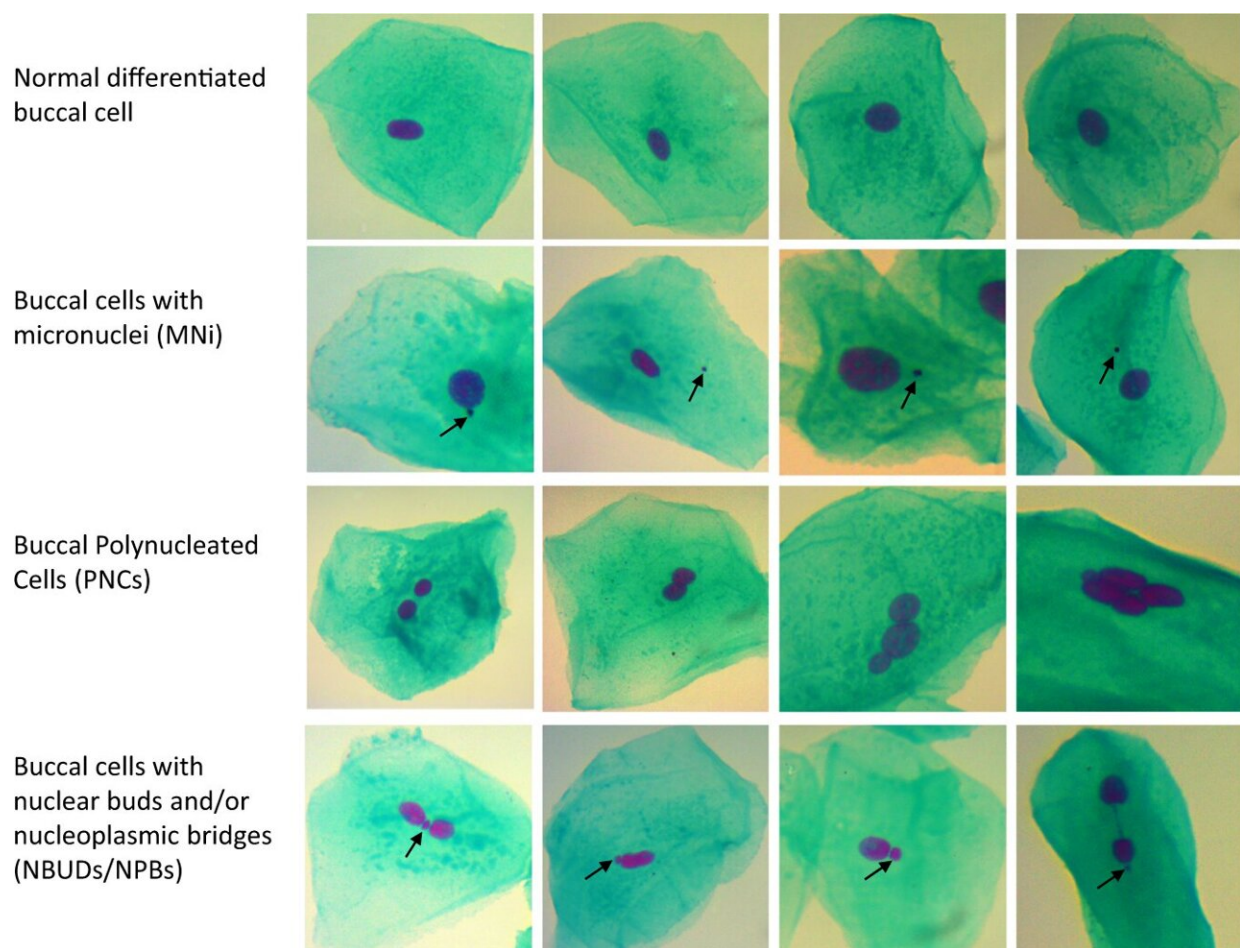 Normal differentiated
buccal cell
Buccal cells with
micronuclei (MNi)
Buccal Polynucleated
Cells (PNCs)
Buccal cells with
nuclear buds and/or
nucleoplasmic bridges
(NBUDs/NPBs)